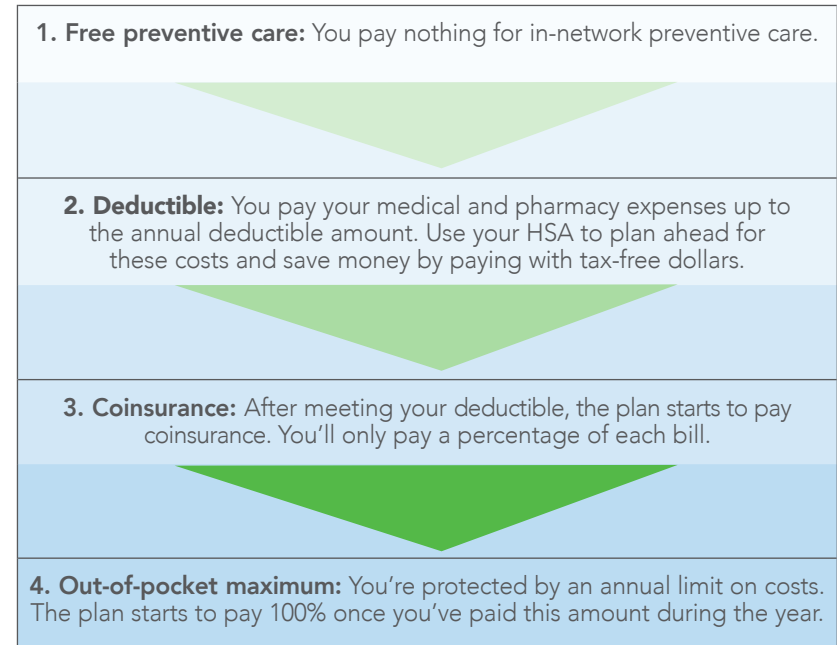 1. Free preventive care: You pay nothing for in-network preventive care.
2. Deductible: You pay your medical and pharmacy expenses up to
the annual deductible amount. Use your HSA to plan ahead for
these costs and save money by paying with tax-free dollars.
3. Coinsurance: After meeting your deductible, the plan starts to pay
coinsurance. You’ll only pay a percentage of each bill.
4. Out-of-pocket maximum: You’re protected by an annual limit on costs.
The plan starts to pay 100% once you’ve paid this amount during the year.